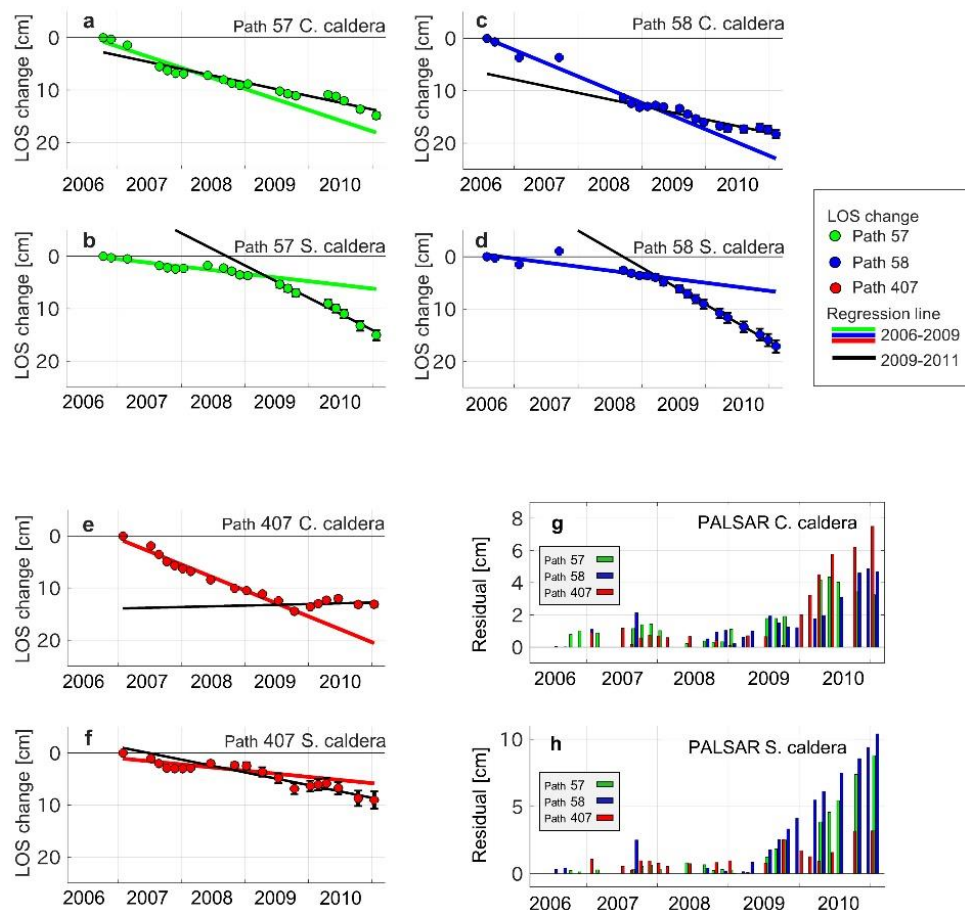 a
Path 57 C. caldera
LOS change [cm]
0
10
20
2006 2007 2008 2009 2010
c
Path 58 C. caldera
LOS change [cm]
0
10
20
2006 2007 2008 2009 2010
b
Path 57 S. caldera
LOS change [cm]
0
10
20
2006 2007 2008 2009 2010
d
Path 58 S. caldera
LOS change [cm]
0
10
20
2006 2007 2008 2009 2010
LOS change
Path 57
Path 58
Path 407
Regression line
2006-2009
2009-2011
e
Path 407 C. caldera
LOS change [cm]
0
10
20
2006 2007 2008 2009 2010
g
PALSAR C. caldera
Path 57
Path 58
Path 407
Residual [cm]
8
6
4
2
0
2006 2007 2008 2009 2010
f
Path 407 S. caldera
LOS change [cm]
0
10
20
2006 2007 2008 2009 2010
h
PALSAR S. caldera
Path 57
Path 58
Path 407
Residual [cm]
10
5
0
2006 2007 2008 2009 2010